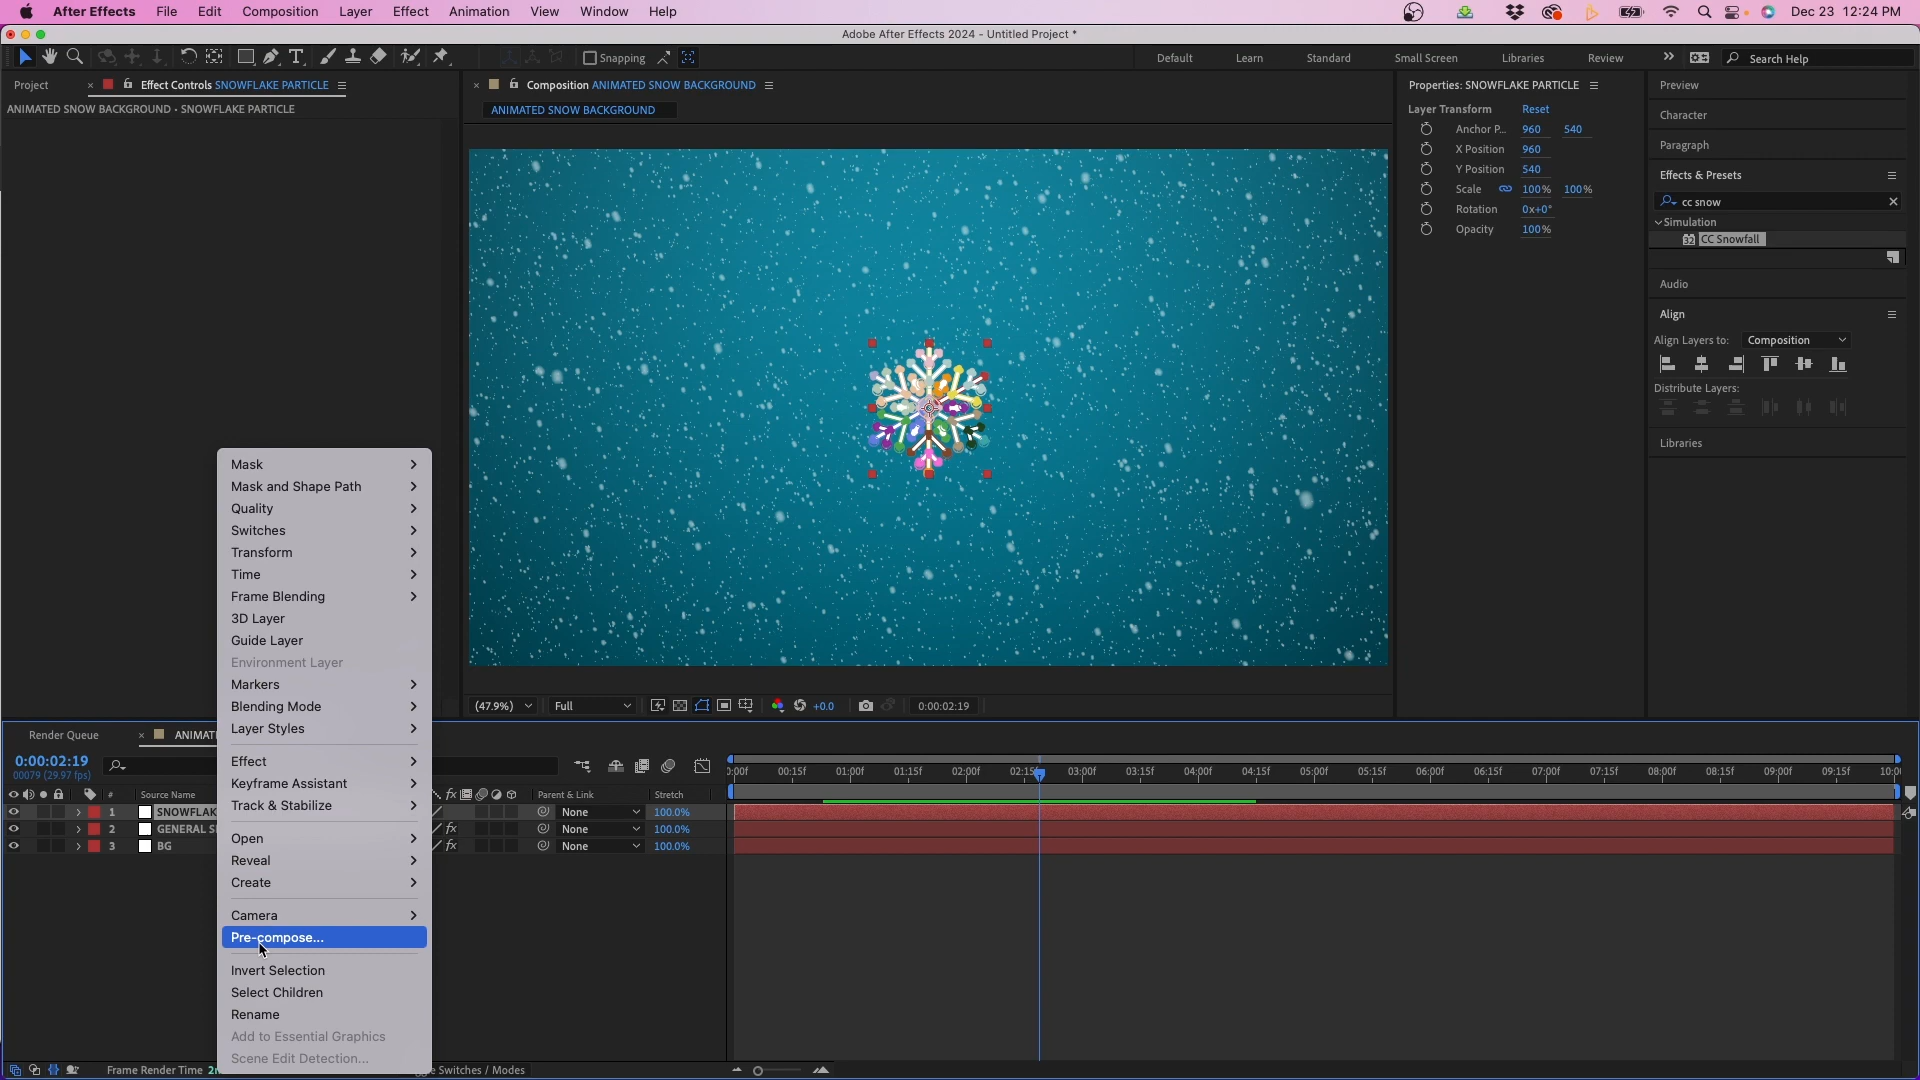 After Effects File Edit Composition Layer Effect Animation View Window Help Dec 23 12:24 PM
Adobe After Effects 2024 - Untitled Project *
Snapping Default Learn Standard Small Screen Libraries Review Search Help
Project Effect Controls SNOWFLAKE PARTICLE
ANIMATED SNOW BACKGROUND • SNOWFLAKE PARTICLE
Composition ANIMATED SNOW BACKGROUND
ANIMATED SNOW BACKGROUND
Properties: SNOWFLAKE PARTICLE
Layer Transform Reset
Anchor P... 960 540
X Position 960
Y Position 540
Scale 100% 100%
Rotation 0x+0°
Opacity 100%
Preview
Character
Paragraph
Effects & Presets
cc snow
Simulation
32 CC Snowfall
Audio
Align
Align Layers to: Composition
Distribute Layers:
Libraries
Mask
Mask and Shape Path
Quality
Switches
Transform
Time
Frame Blending
3D Layer
Guide Layer
Environment Layer
Markers
Blending Mode
Layer Styles
Effect
Keyframe Assistant
Track & Stabilize
Open
Reveal
Create
Camera
Pre-compose...
Invert Selection
Select Children
Rename
Add to Essential Graphics
Scene Edit Detection...
(47.9%) Full +0.0 0:00:02:19
Render Queue ANIMAT
0:00:02:19
00079 (29.97 fps)
:00f 00:15f 01:00f 01:15f 02:00f 02:15f 03:00f 03:15f 04:00f 04:15f 05:00f 05:15f 06:00f 06:15f 07:00f 07:15f 08:00f 08:15f 09:00f 09:15f 10:0
# Source Name fx Parent & Link Stretch
1 SNOWFLAK None 100.0%
2 GENERAL S fx None 100.0%
3 BG fx None 100.0%
Frame Render Time 2 Switches / Modes